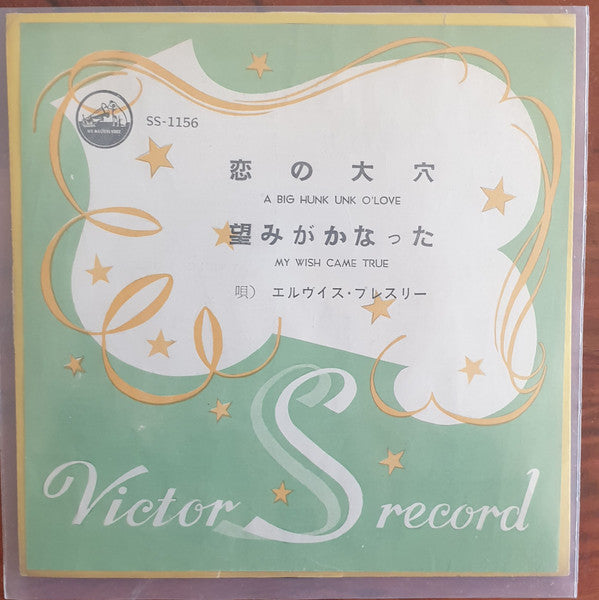 SS-1156
恋の大穴
A BIG HUNK UNK O'LOVE
望みがかなった
MY WISH CAME TRUE
唄） エルヴイス・プレスリー
Victor S record